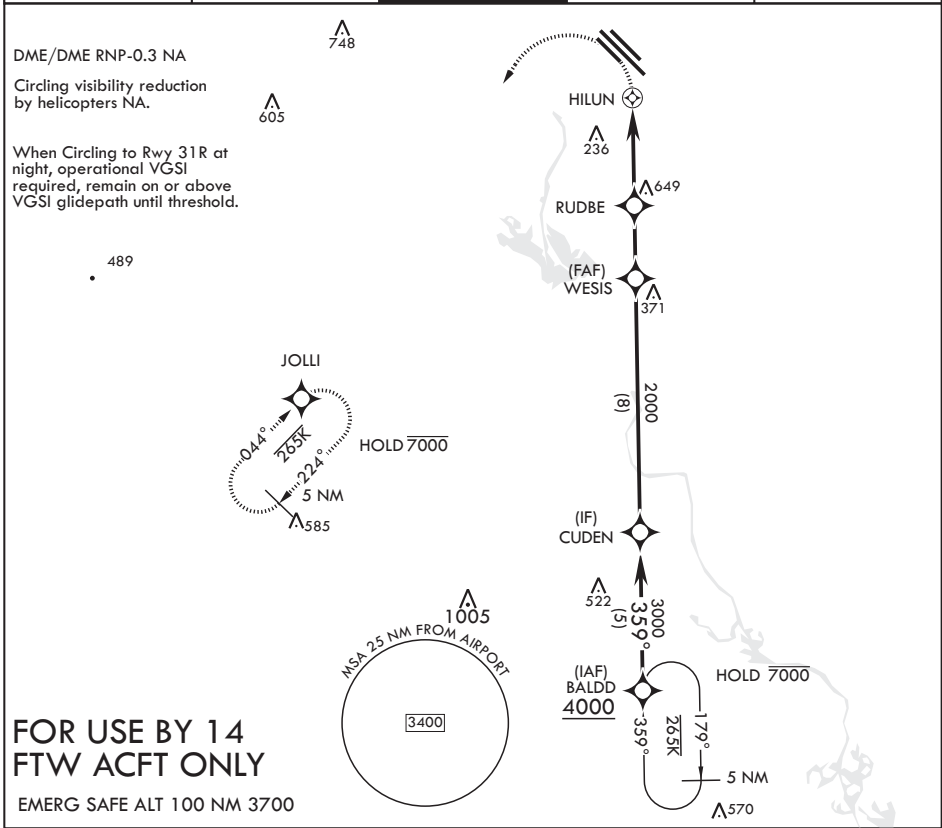 DME/DME RNP-0.3 NA
Circling visibility reduction
by helicopters NA.
When Circling to Rwy 31R at
night, operational VGSI
required, remain on or above
VGSI glidepath until threshold.
748
605
489
HILUN
236
649
RUDBE
(FAF)
WESIS
371
JOLLI
044°
265K
224°
HOLD 7000
5 NM
585
2000
(8)
(IF)
CUDEN
522
3000
359°
(5)
1005
MSA 25 NM FROM AIRPORT
3400
(IAF)
BALDD
4000
HOLD 7000
359°
265K
179°
5 NM
570
FOR USE BY 14
FTW ACFT ONLY
EMERG SAFE ALT 100 NM 3700